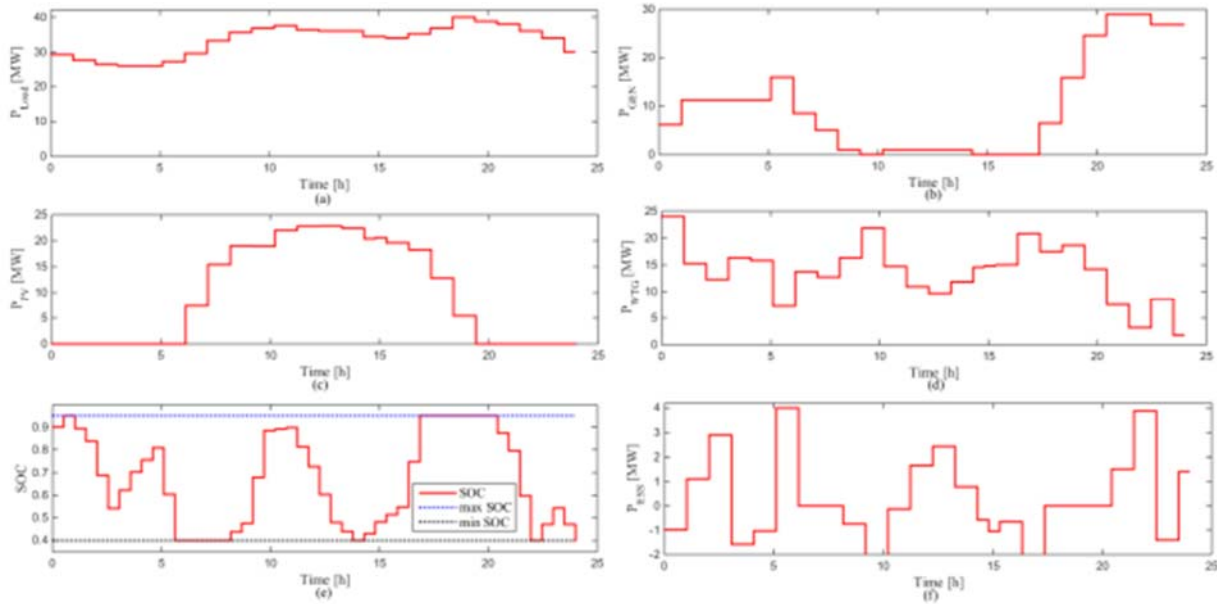 40
30
20
10
0
P_Load [MW]
0 5 10 15 20 25
Time [h]
(a)
30
20
10
0
P_GEN [MW]
0 5 10 15 20 25
Time [h]
(b)
25
20
15
10
5
0
P_PV [MW]
0 5 10 15 20 25
Time [h]
(c)
25
20
15
10
5
0
P_WTG [MW]
0 5 10 15 20 25
Time [h]
(d)
0.9
0.8
0.7
0.6
0.5
0.4
SOC
SOC
max SOC
min SOC
0 5 10 15 20 25
Time [h]
(e)
4
3
2
1
0
-1
-2
P_ESS [MW]
0 5 10 15 20 25
Time [h]
(f)